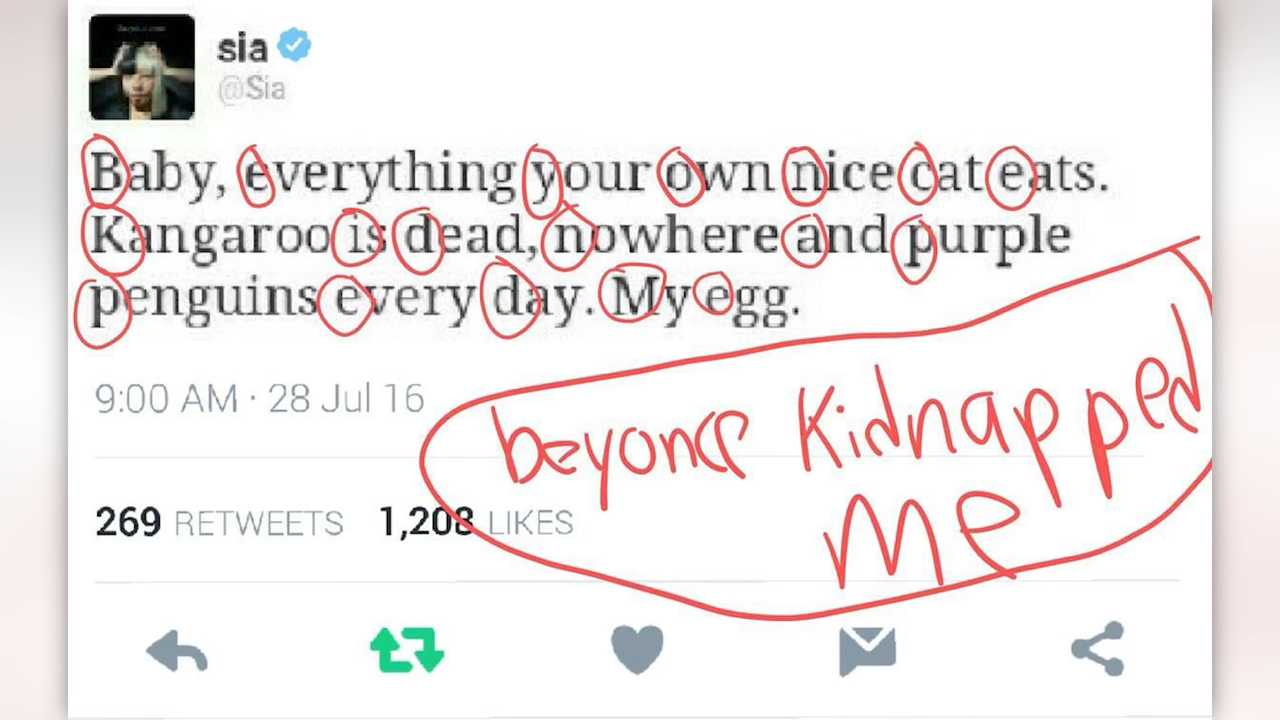 sia
@Sia
Baby, everything your own nice cat eats.
Kangaroo is dead, nowhere and purple
penguins every day. My egg.
9:00 AM · 28 Jul 16
beyonce Kidnapped
me
269 RETWEETS 1,208 LIKES